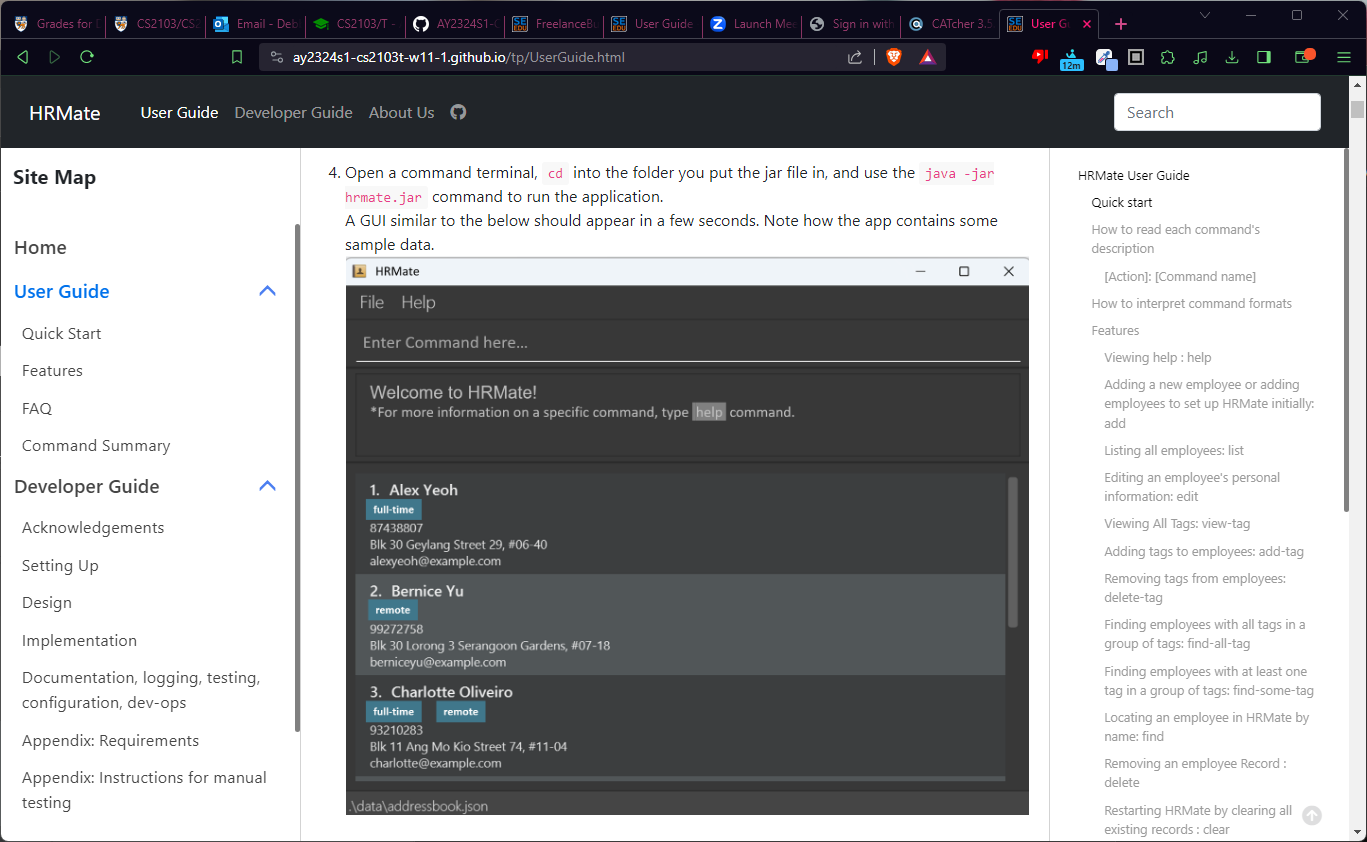 Grades for D
CS2103/CS2
Email - Deb
CS2103/T -
AY2324S1-C
FreelanceBu
User Guide
Launch Mee
Sign in with
CATcher 3.5
User Gu
ay2324s1-cs2103t-w11-1.github.io/tp/UserGuide.html
12m
HRMate
User Guide
Developer Guide
About Us
Search
Site Map
Home
User Guide
Quick Start
Features
FAQ
Command Summary
Developer Guide
Acknowledgements
Setting Up
Design
Implementation
Documentation, logging, testing,
configuration, dev-ops
Appendix: Requirements
Appendix: Instructions for manual
testing
4. Open a command terminal, cd into the folder you put the jar file in, and use the java -jar
hrmate.jar command to run the application.
A GUI similar to the below should appear in a few seconds. Note how the app contains some
sample data.
HRMate
File Help
Enter Command here...
Welcome to HRMate!
*For more information on a specific command, type help command.
1. Alex Yeoh
full-time
87438807
Blk 30 Geylang Street 29, #06-40
alexyeoh@example.com
2. Bernice Yu
remote
99272758
Blk 30 Lorong 3 Serangoon Gardens, #07-18
berniceyu@example.com
3. Charlotte Oliveiro
full-time remote
93210283
Blk 11 Ang Mo Kio Street 74, #11-04
charlotte@example.com
.\data\addressbook.json
HRMate User Guide
Quick start
How to read each command's
description
[Action]: [Command name]
How to interpret command formats
Features
Viewing help : help
Adding a new employee or adding
employees to set up HRMate initially:
add
Listing all employees: list
Editing an employee's personal
information: edit
Viewing All Tags: view-tag
Adding tags to employees: add-tag
Removing tags from employees:
delete-tag
Finding employees with all tags in a
group of tags: find-all-tag
Finding employees with at least one
tag in a group of tags: find-some-tag
Locating an employee in HRMate by
name: find
Removing an employee Record :
delete
Restarting HRMate by clearing all
existing records : clear